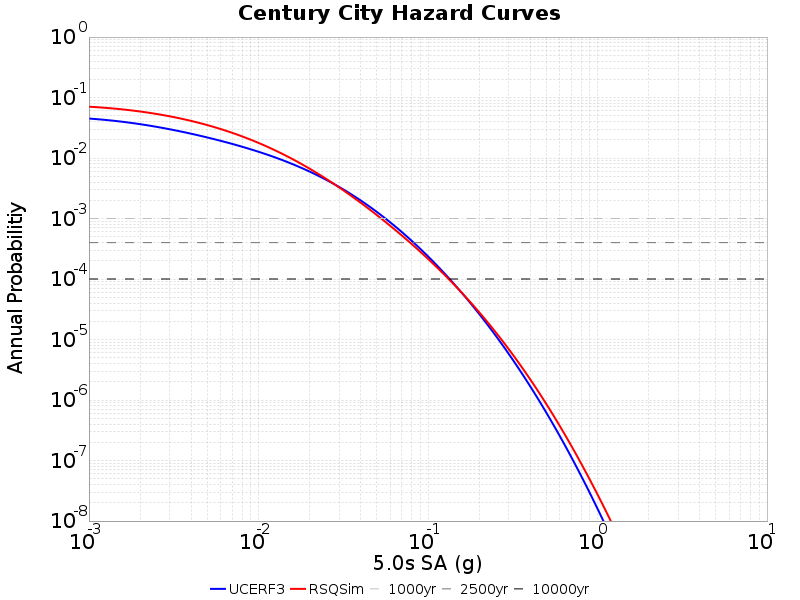 Century City Hazard Curves
10^0
10^-1
10^-2
10^-3
10^-4
10^-5
10^-6
10^-7
10^-8
Annual Probabilitiy
10^-3 10^-2 10^-1 10^0 10^1
5.0s SA (g)
UCERF3 RSQSim 1000yr 2500yr 10000yr